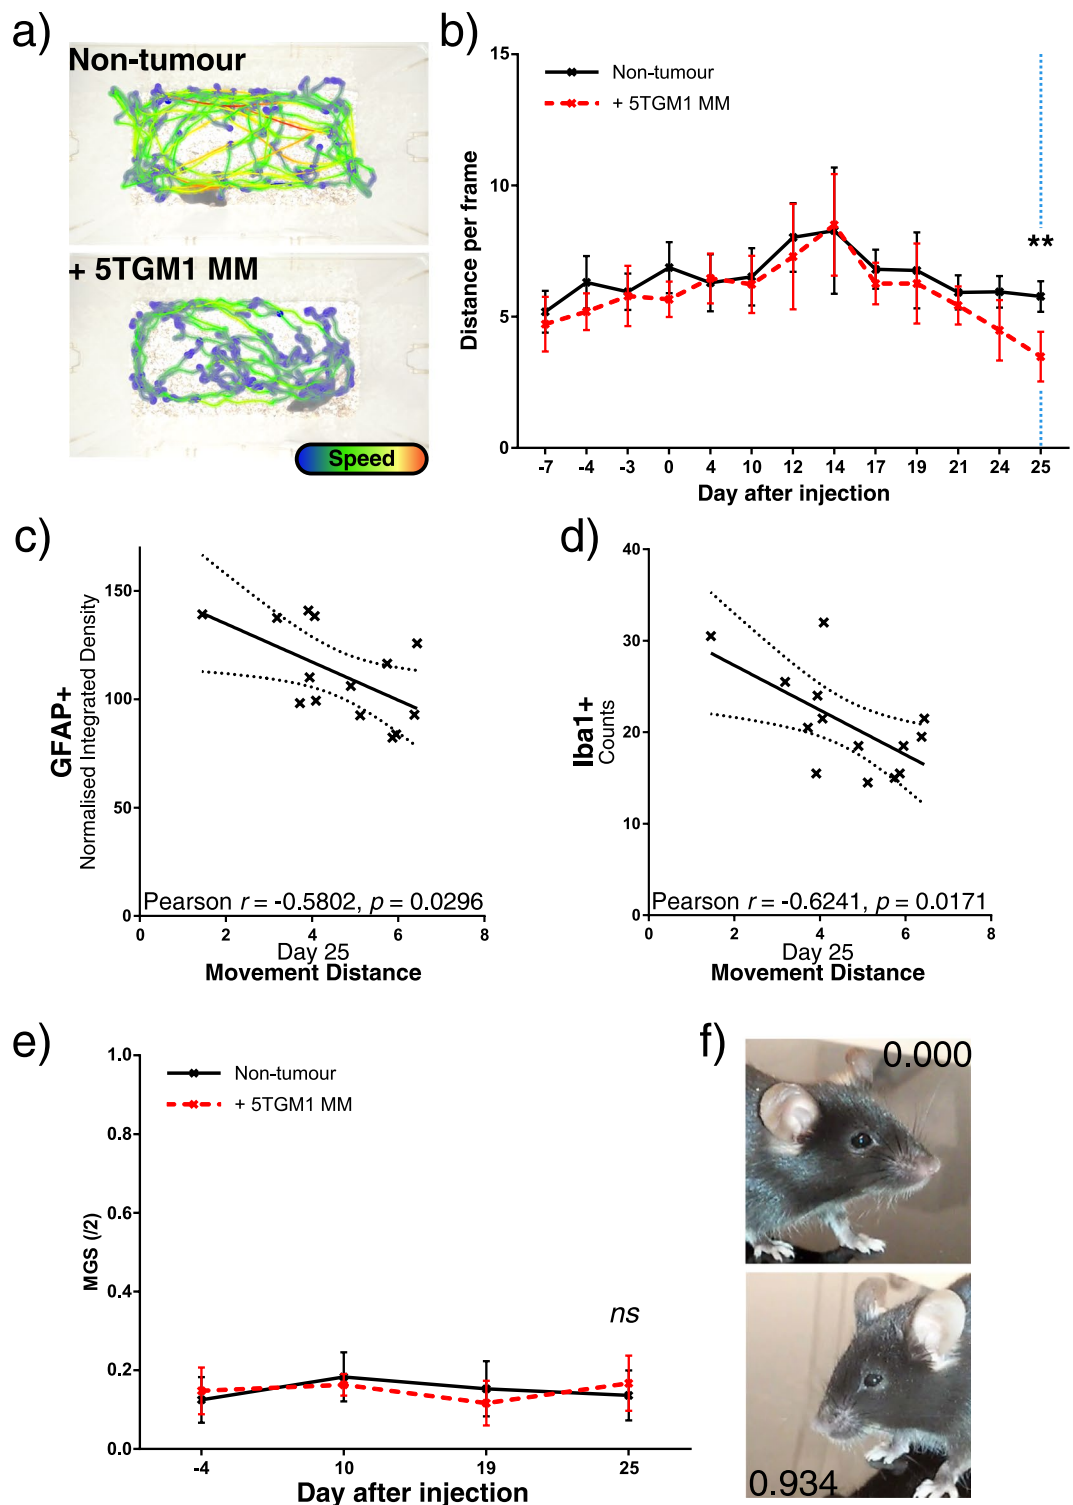 a)
Non-tumour
+ 5TGM1 MM
Speed
b)
15
10
5
0
Distance per frame
Non-tumour
+ 5TGM1 MM
**
-7 -4 -3 0 4 10 12 14 17 19 21 24 25
Day after injection
c)
150
100
50
0
GFAP+
Normalised Integrated Density
Pearson r = -0.5802, p = 0.0296
0 2 4 6 8
Day 25
Movement Distance
d)
40
30
20
10
0
Iba1+
Counts
Pearson r = -0.6241, p = 0.0171
0 2 4 6 8
Day 25
Movement Distance
e)
1.0
0.8
0.6
0.4
0.2
0.0
MGS (/2)
Non-tumour
+ 5TGM1 MM
ns
-4 10 19 25
Day after injection
f)
0.000
0.934